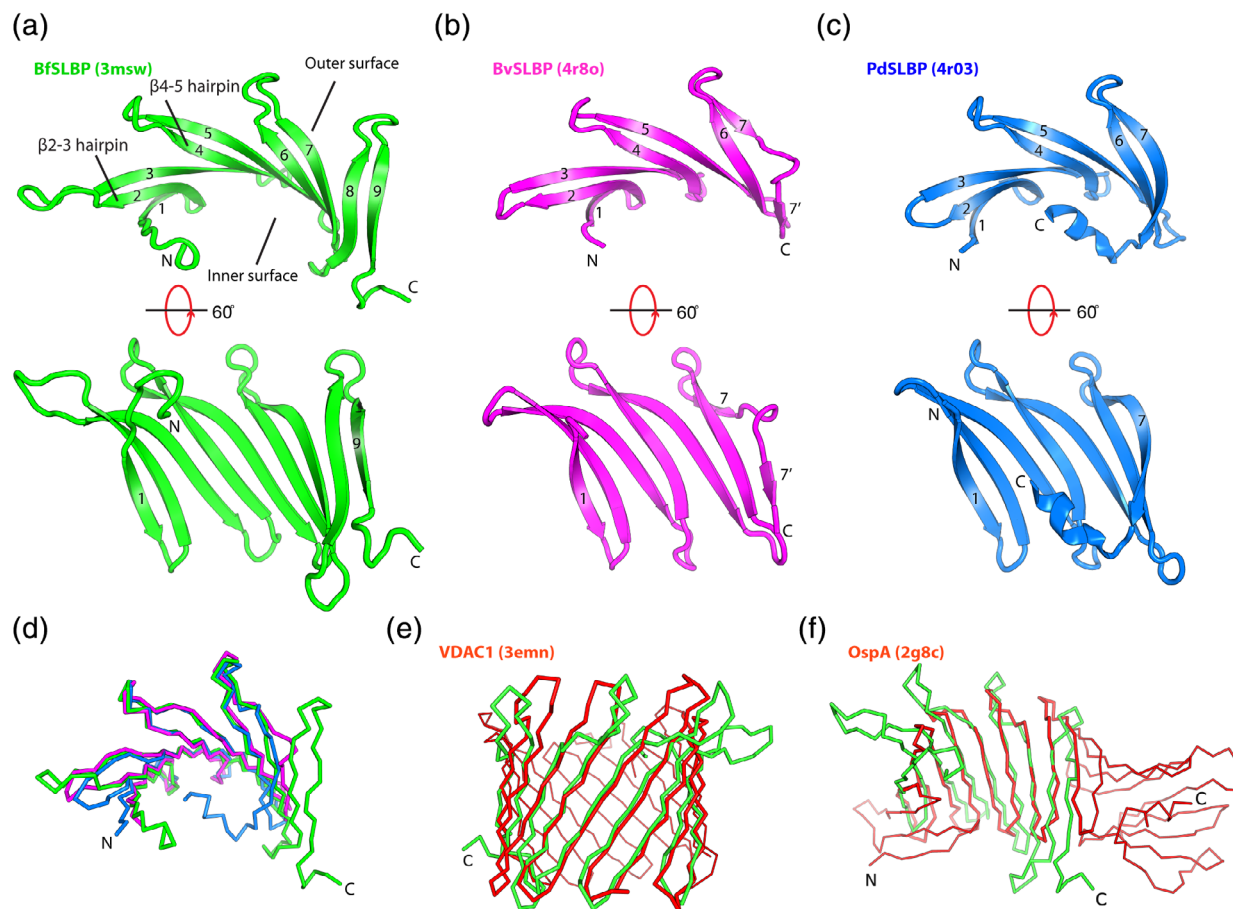 (a)
BfSLBP (3msw)
Outer surface
β4-5 hairpin
β2-3 hairpin
5
4
6
7
3
2
1
8
9
N
Inner surface
C
60°
N
1
9
C
(b)
BvSLBP (4r8o)
5
4
6
7
3
2
1
7’
N
C
60°
7
7’
1
C
(c)
PdSLBP (4r03)
5
4
6
7
3
2
1
C
N
60°
N
7
C
1
(d)
N
C
(e)
VDAC1 (3emn)
C
(f)
OspA (2g8c)
C
N
C